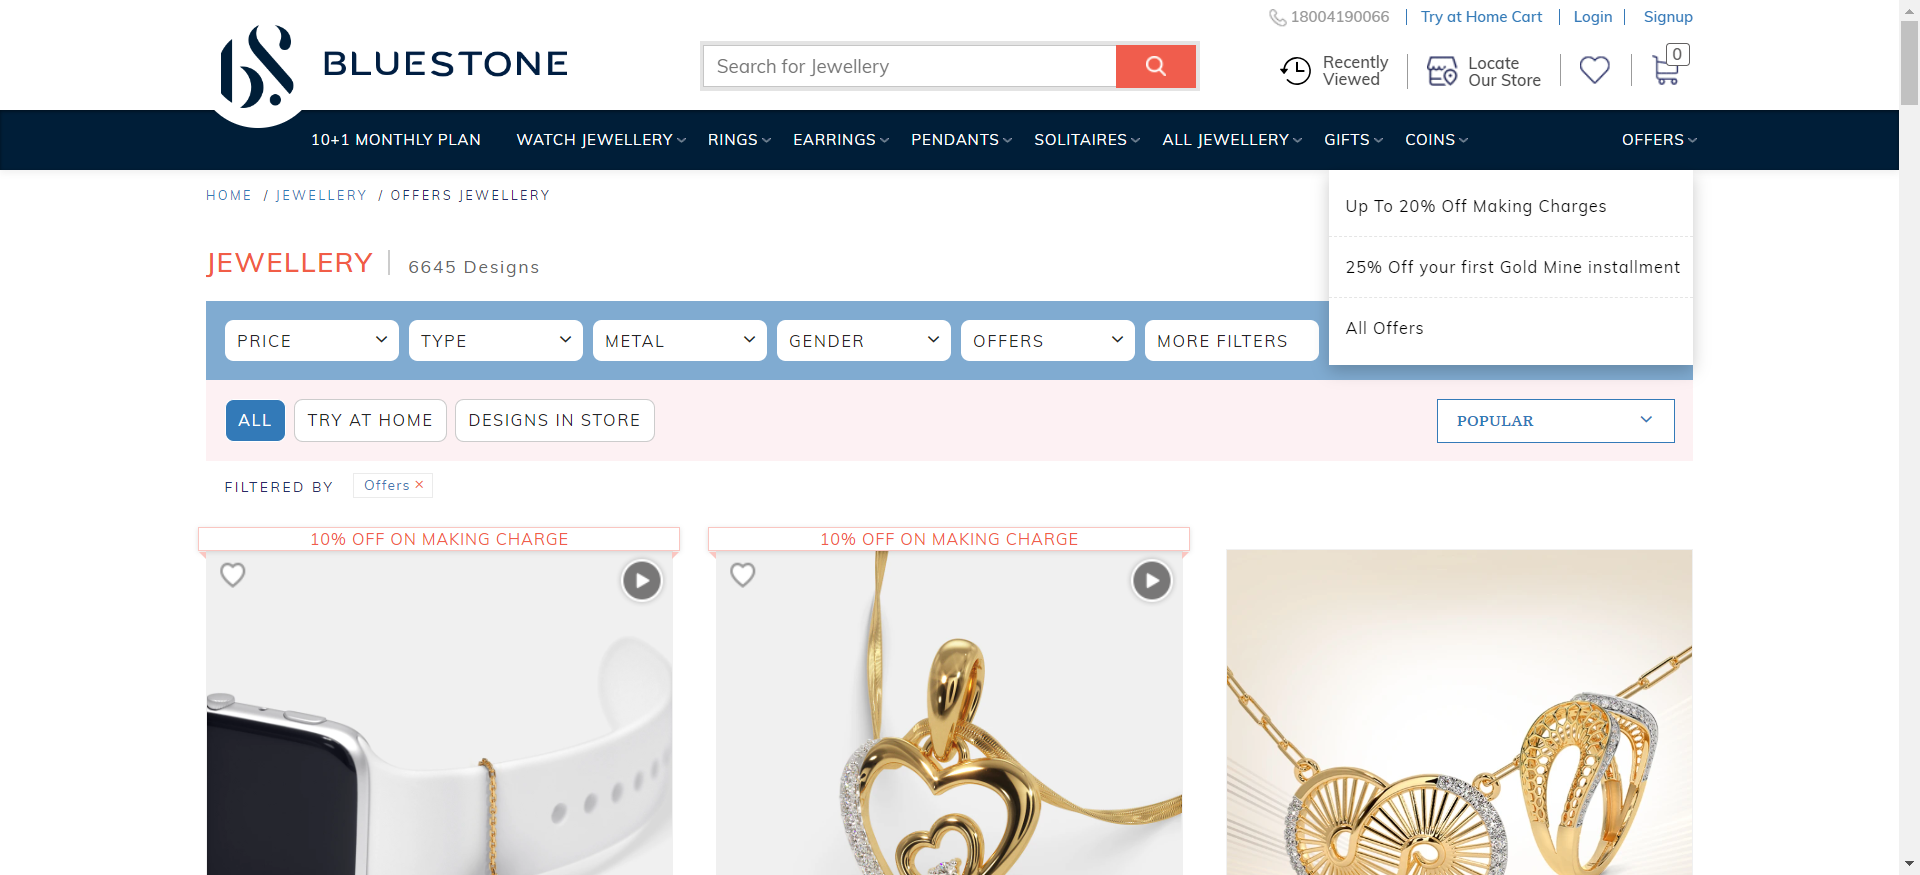 18004190066
Try at Home Cart
Login
Signup
BLUESTONE
Search for Jewellery
Recently
Viewed
Locate
Our Store
0
10+1 MONTHLY PLAN
WATCH JEWELLERY
RINGS
EARRINGS
PENDANTS
SOLITAIRES
ALL JEWELLERY
GIFTS
COINS
OFFERS
HOME / JEWELLERY / OFFERS JEWELLERY
Up To 20% Off Making Charges
25% Off your first Gold Mine installment
All Offers
JEWELLERY
6645 Designs
PRICE
TYPE
METAL
GENDER
OFFERS
MORE FILTERS
ALL
TRY AT HOME
DESIGNS IN STORE
POPULAR
FILTERED BY
Offers ×
10% OFF ON MAKING CHARGE
10% OFF ON MAKING CHARGE